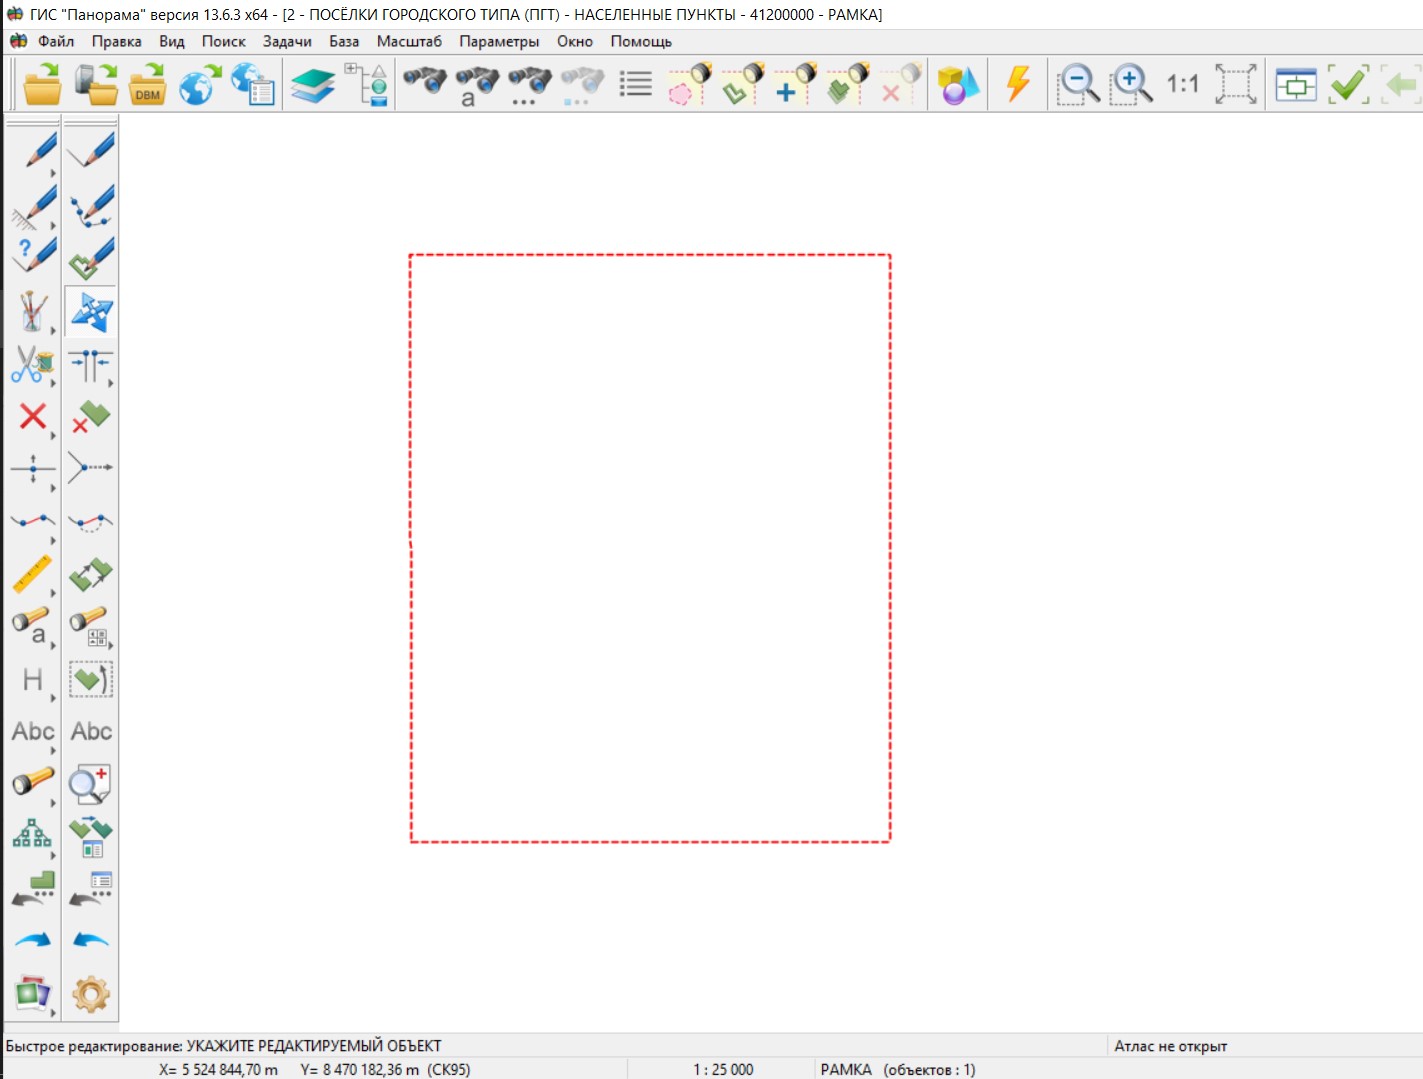 ГИС "Панорама" версия 13.6.3 x64 - [2 - ПОСЁЛКИ ГОРОДСКОГО ТИПА (ПГТ) - НАСЕЛЕННЫЕ ПУНКТЫ - 41200000 - РАМКА]
Файл Правка Вид Поиск Задачи База Масштаб Параметры Окно Помощь
DBM a 1:1
?
a
H
Abc Abc
Быстрое редактирование: УКАЖИТЕ РЕДАКТИРУЕМЫЙ ОБЪЕКТ Атлас не открыт
X= 5 524 844,70 m Y= 8 470 182,36 m (СК95) 1 : 25 000 РАМКА (объектов : 1)